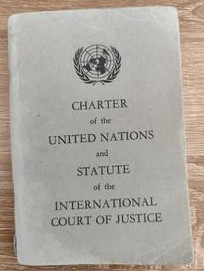 CHARTER
of the
UNITED NATIONS
and
STATUTE
of the
INTERNATIONAL
COURT OF JUSTICE